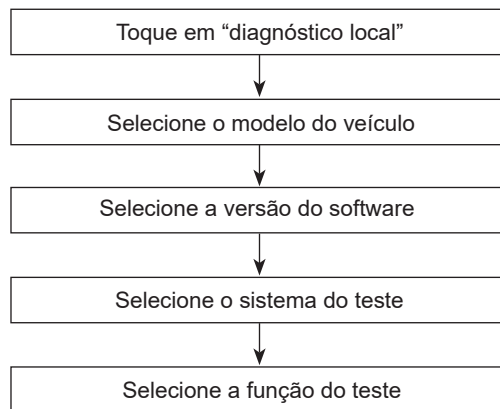 Toque em “diagnóstico local”
Selecione o modelo do veículo
Selecione a versão do software
Selecione o sistema do teste
Selecione a função do teste